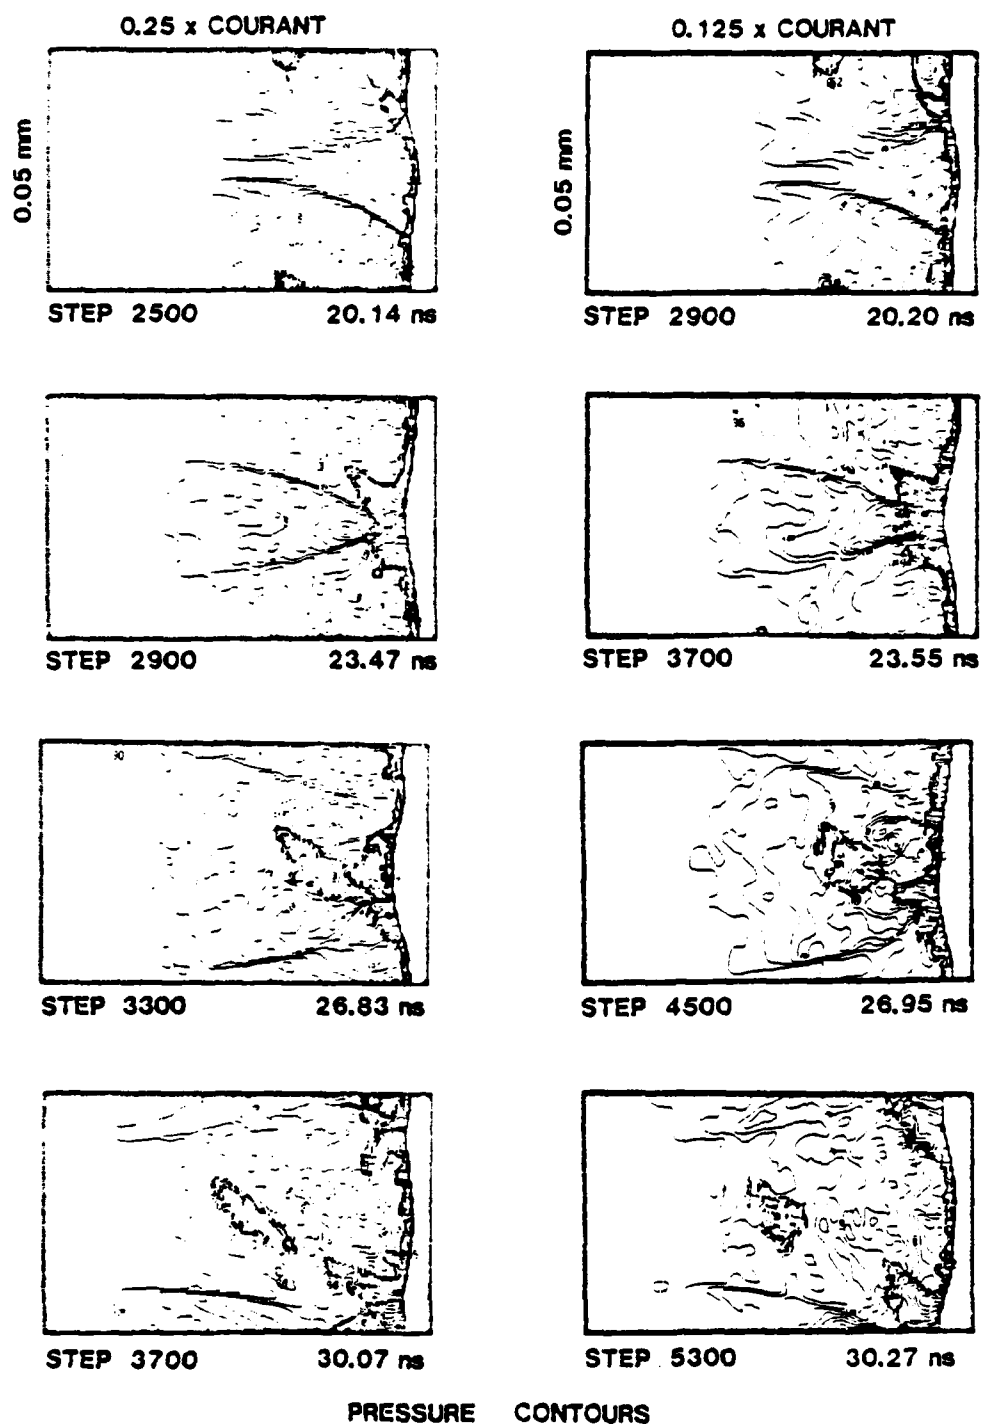 0.25 x COURANT
0.125 x COURANT
0.05 mm
0.05 mm
STEP 2500 20.14 ns
STEP 2900 20.20 ns
STEP 2900 23.47 ns
STEP 3700 23.55 ns
STEP 3300 26.83 ns
STEP 4500 26.95 ns
STEP 3700 30.07 ns
STEP 5300 30.27 ns
PRESSURE CONTOURS